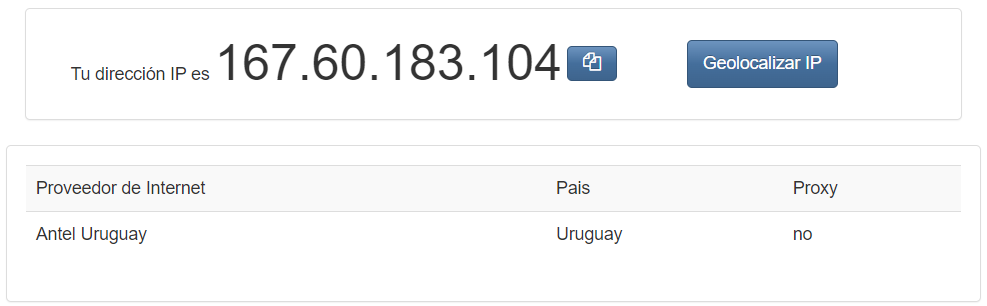 Tu dirección IP es 167.60.183.104
Geolocalizar IP
Proveedor de Internet Pais Proxy
Antel Uruguay Uruguay no